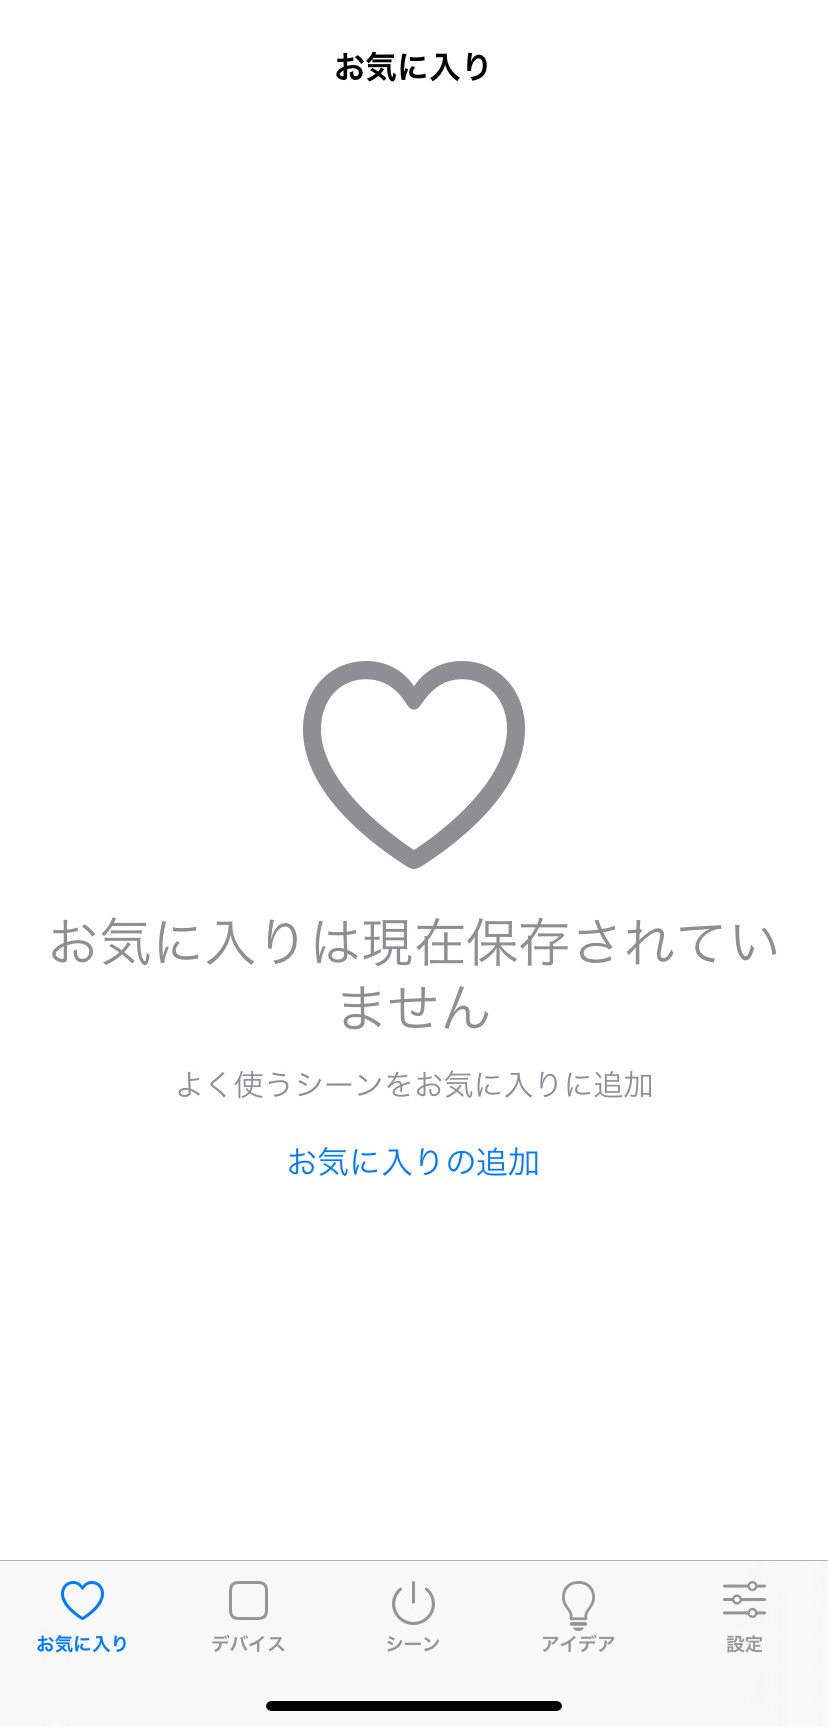 お気に入り
お気に入りは現在保存されてい
ません
よく使うシーンをお気に入りに追加
お気に入りの追加
お気に入り
デバイス
シーン
アイデア
設定